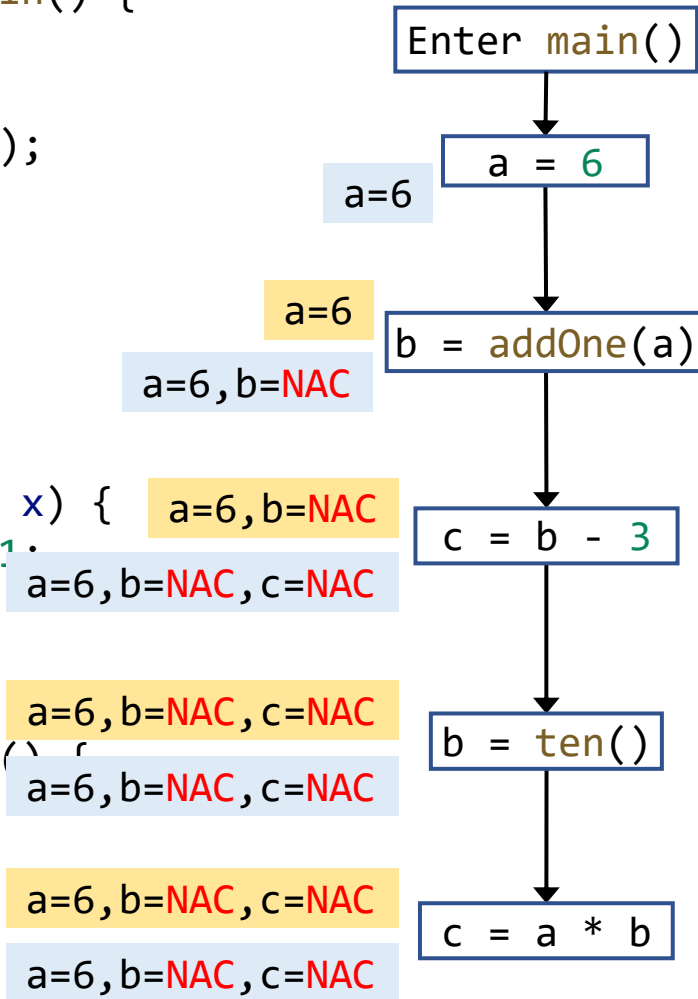 () {
Enter main()
);
a = 6
a=6
a=6
b = addOne(a)
a=6,b=NAC
x) {
a=6,b=NAC
c = b - 3
a=6,b=NAC,c=NAC
a=6,b=NAC,c=NAC
b = ten()
a=6,b=NAC,c=NAC
a=6,b=NAC,c=NAC
c = a * b
a=6,b=NAC,c=NAC